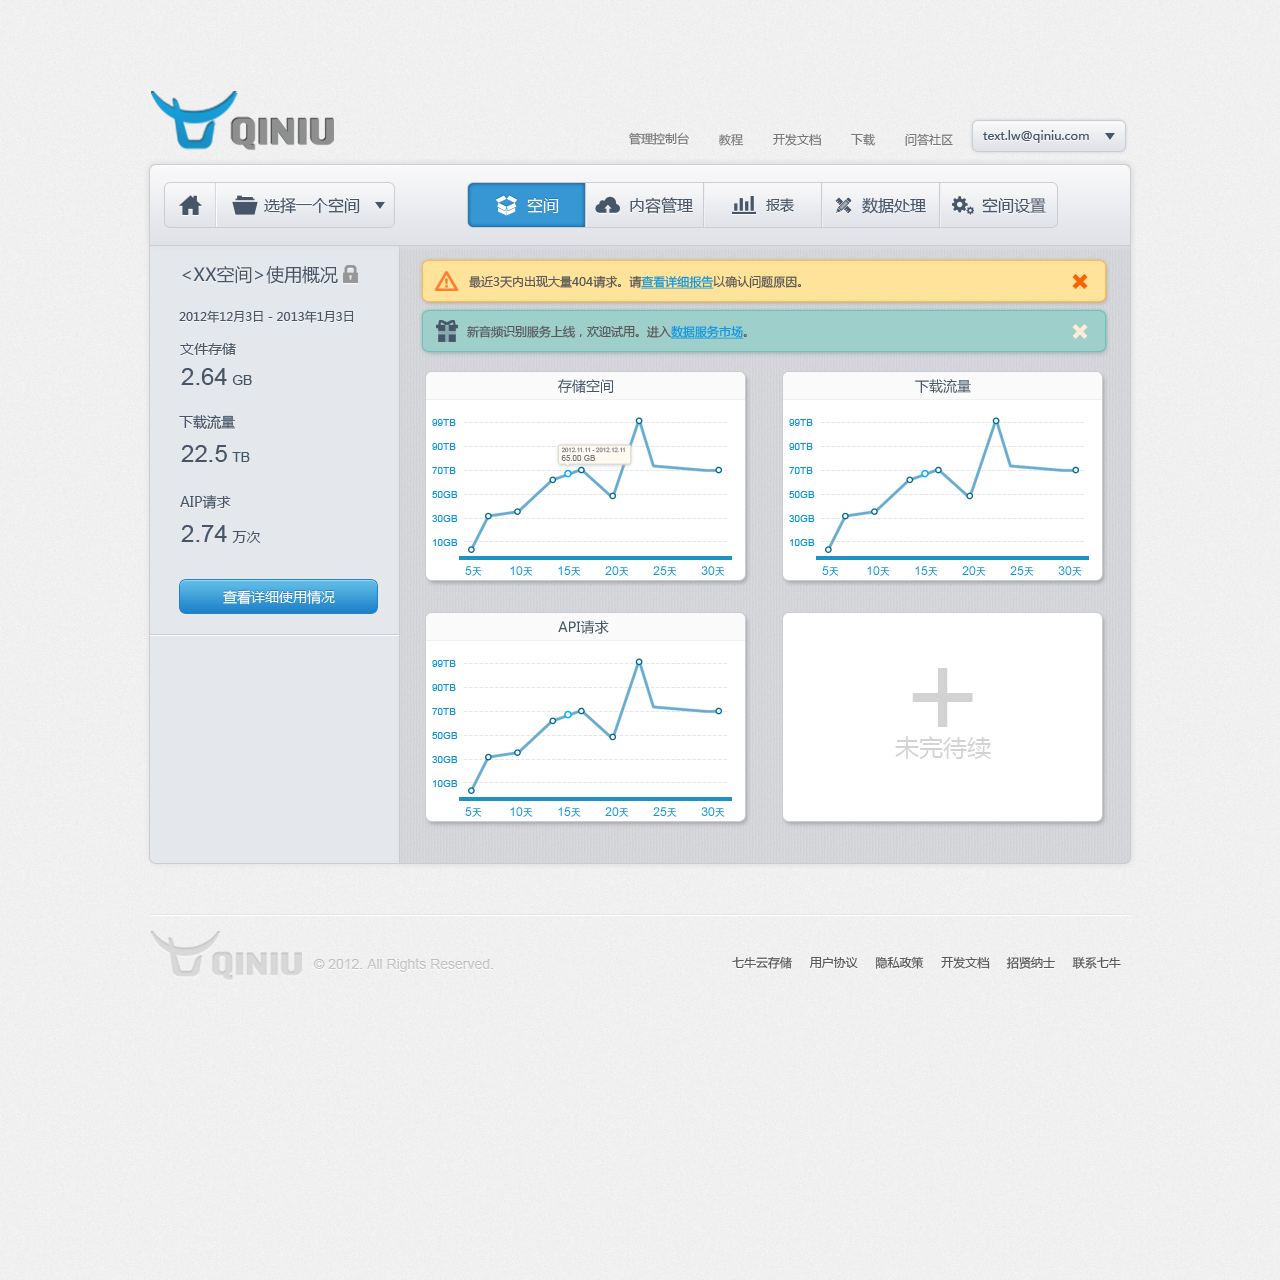 QINIU
管理控制台 教程 开发文档 下载 问答社区 text.lw@qiniu.com
选择一个空间 空间 内容管理 报表 数据处理 空间设置
<XX空间>使用概况
2012年12月3日 - 2013年1月3日
文件存储
2.64 GB
下载流量
22.5 TB
AIP请求
2.74 万次
查看详细使用情况
最近3天内出现大量404请求。请查看详细报告以确认问题原因。
新音频识别服务上线，欢迎试用。进入数据服务市场。
存储空间
99TB
90TB
70TB
50GB
30GB
10GB
2012.11.11 - 2012.12.11
65.00 GB
5天 10天 15天 20天 25天 30天
下载流量
99TB
90TB
70TB
50GB
30GB
10GB
5天 10天 15天 20天 25天 30天
API请求
99TB
90TB
70TB
50GB
30GB
10GB
5天 10天 15天 20天 25天 30天
未完待续
QINIU © 2012. All Rights Reserved.
七牛云存储 用户协议 隐私政策 开发文档 招贤纳士 联系七牛